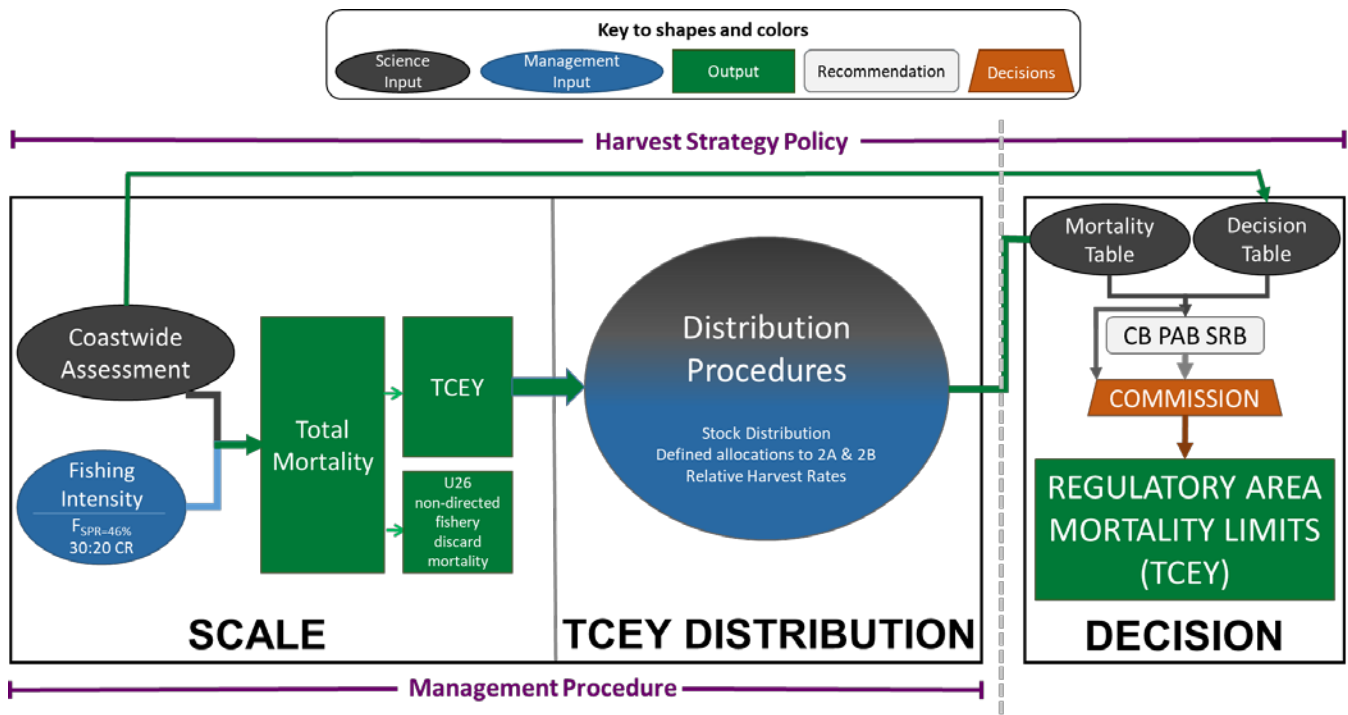 Key to shapes and colors
Science
Input
Management
Input
Output
Recommendation
Decisions
Harvest Strategy Policy
Coastwide
Assessment
Fishing
Intensity
F_SPR=46%
30:20 CR
Total
Mortality
TCEY
U26
non-directed
fishery
discard
mortality
SCALE
Distribution
Procedures
Stock Distribution
Defined allocations to 2A & 2B
Relative Harvest Rates
TCEY DISTRIBUTION
Mortality
Table
Decision
Table
CB PAB SRB
COMMISSION
REGULATORY AREA
MORTALITY LIMITS
(TCEY)
DECISION
Management Procedure